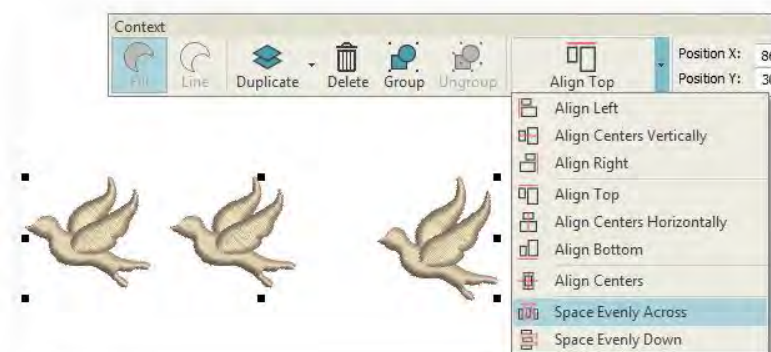 Context
Fill
Line
Duplicate
Delete
Group
Ungroup
Align Top
Position X: 86
Position Y:
Align Left
Align Centers Vertically
Align Right
Align Top
Align Centers Horizontally
Align Bottom
Align Centers
Space Evenly Across
Space Evenly Down